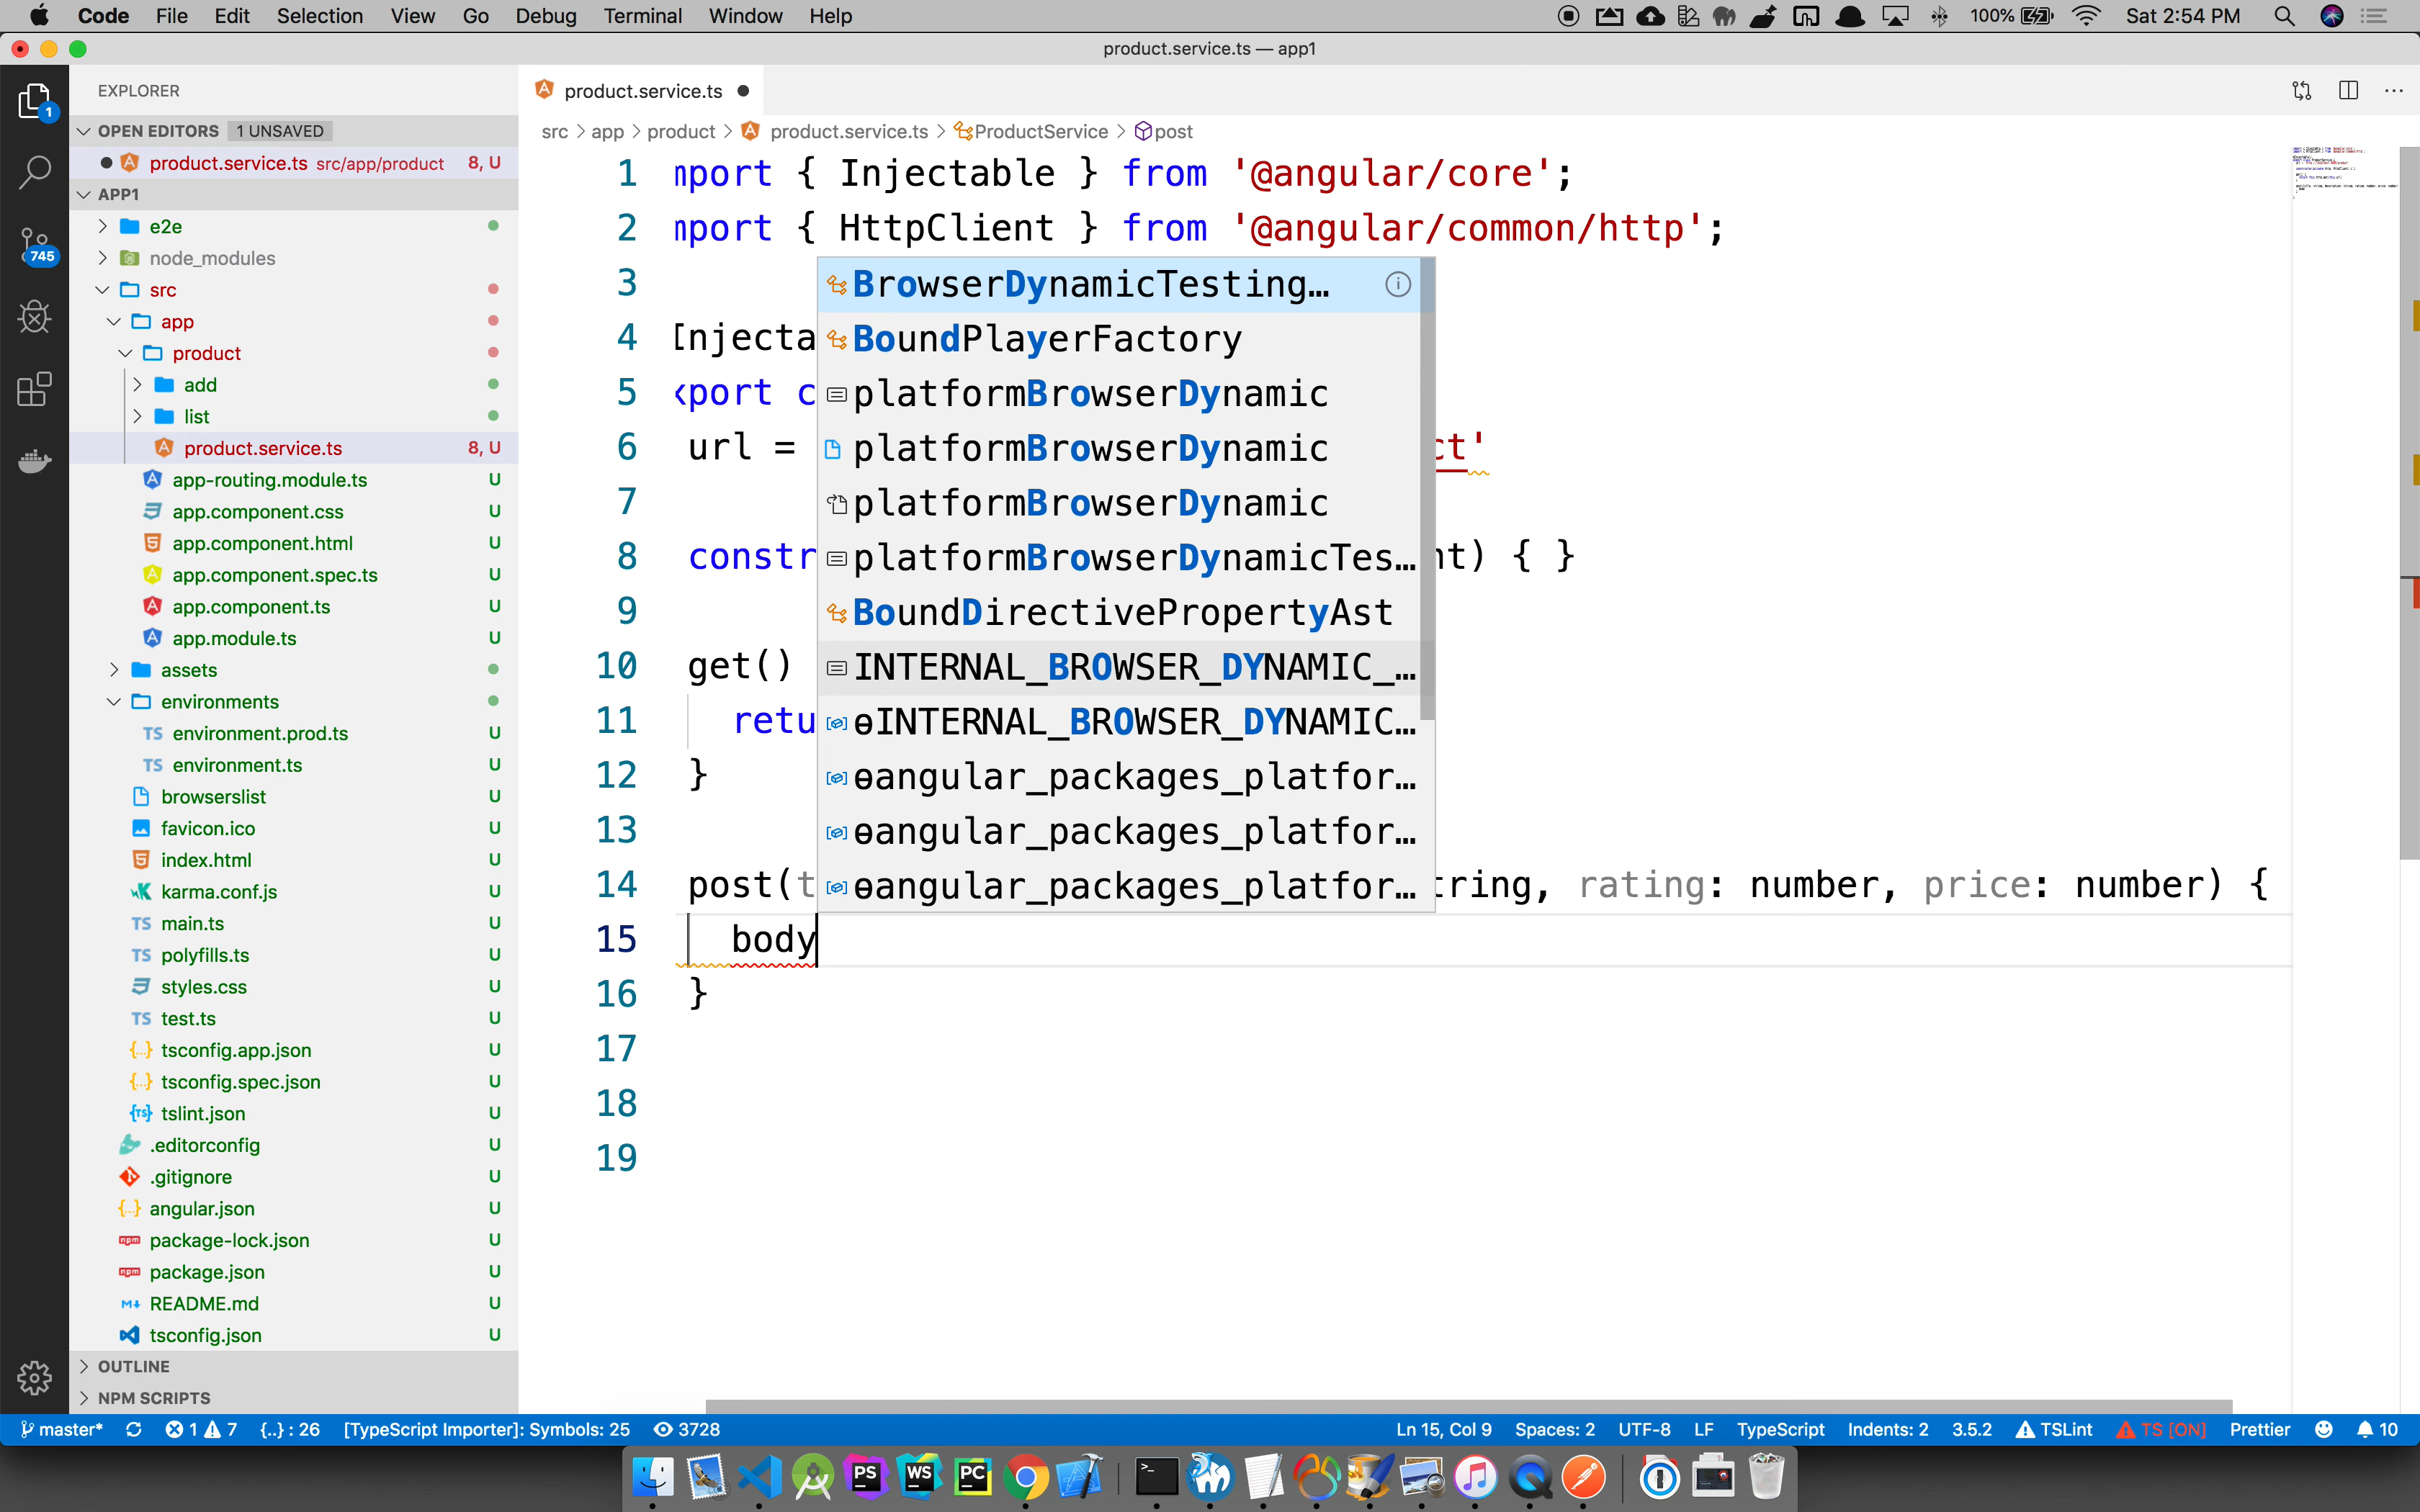 Code File Edit Selection View Go Debug Terminal Window Help 100% Sat 2:54 PM
product.service.ts — app1
EXPLORER
OPEN EDITORS 1 UNSAVED
product.service.ts src/app/product 8, U
APP1
e2e
node_modules
src
app
product
add
list
product.service.ts 8, U
app-routing.module.ts U
app.component.css U
app.component.html U
app.component.spec.ts U
app.component.ts U
app.module.ts U
assets
environments
environment.prod.ts U
environment.ts U
browserslist U
favicon.ico U
index.html U
karma.conf.js U
main.ts U
polyfills.ts U
styles.css U
test.ts U
tsconfig.app.json U
tsconfig.spec.json U
tslint.json U
.editorconfig U
.gitignore U
angular.json U
package-lock.json U
package.json U
README.md U
tsconfig.json U
OUTLINE
NPM SCRIPTS
1
745
product.service.ts
src > app > product > product.service.ts > ProductService > post
1 mport { Injectable } from '@angular/core';
2 mport { HttpClient } from '@angular/common/http';
3
4 Injecta
5 xport c
6 url = ct'
7
8 constr nt) { }
9
10 get()
11 retu
12 }
13
14 post(t tring, rating: number, price: number) {
15 body
16 }
17
18
19
BrowserDynamicTesting…
BoundPlayerFactory
platformBrowserDynamic
platformBrowserDynamic
platformBrowserDynamic
platformBrowserDynamicTes…
BoundDirectivePropertyAst
INTERNAL_BROWSER_DYNAMIC_…
ɵINTERNAL_BROWSER_DYNAMIC…
ɵangular_packages_platfor…
ɵangular_packages_platfor…
ɵangular_packages_platfor…
master* 1 7 {..} : 26 [TypeScript Importer]: Symbols: 25 3728 Ln 15, Col 9 Spaces: 2 UTF-8 LF TypeScript Indents: 2 3.5.2 TSLint TS [ON] Prettier 10
PS WS PC